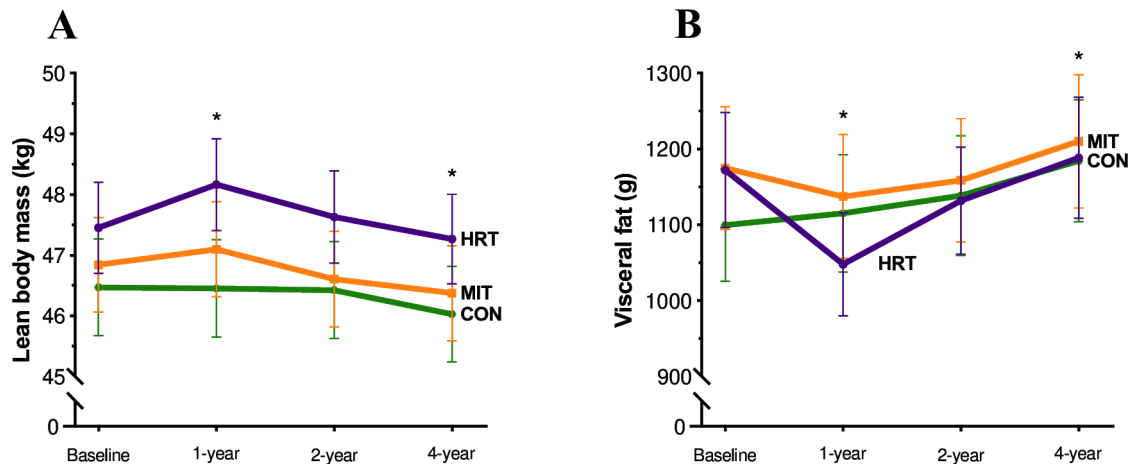 A
Lean body mass (kg)
50
49
48
47
46
45
0
*
*
HRT
MIT
CON
Baseline
1-year
2-year
4-year
B
Visceral fat (g)
1300
1200
1100
1000
900
0
*
*
MIT
CON
HRT
Baseline
1-year
2-year
4-year